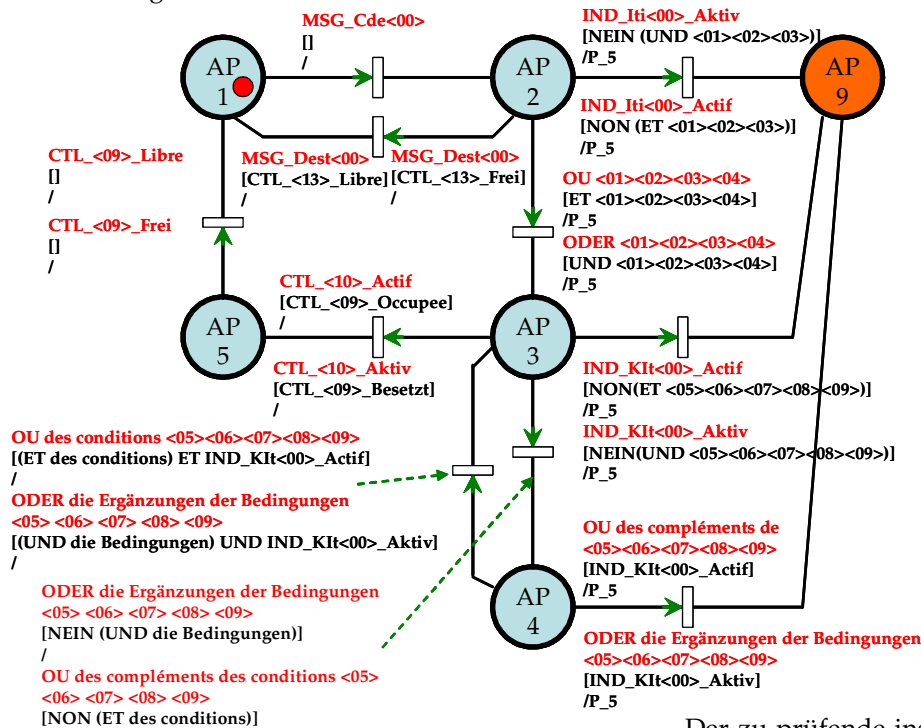 MSG_Cde<00>
[]
/
IND_Iti<00>_Aktiv
[NEIN (UND <01><02><03>)]
/P_5
AP
1
AP
2
AP
9
IND_Iti<00>_Actif
[NON (ET <01><02><03>)]
/P_5
CTL_<09>_Libre
[]
/
MSG_Dest<00>
[CTL_<13>_Libre]
/
MSG_Dest<00>
[CTL_<13>_Frei]
/
OU <01><02><03><04>
[ET <01><02><03><04>]
/P_5
CTL_<09>_Frei
[]
/
ODER <01><02><03><04>
[UND <01><02><03><04>]
/P_5
CTL_<10>_Actif
[CTL_<09>_Occupee]
/
AP
5
AP
3
CTL_<10>_Aktiv
[CTL_<09>_Besetzt]
/
IND_KIt<00>_Actif
[NON(ET <05><06><07><08><09>)]
/P_5
IND_KIt<00>_Aktiv
[NEIN(UND <05><06><07><08><09>)]
/P_5
OU des conditions <05><06><07><08><09>
[(ET des conditions) ET IND_KIt<00>_Actif]
/
ODER die Ergänzungen der Bedingungen
<05> <06> <07> <08> <09>
[(UND die Bedingungen) UND IND_KIt<00>_Aktiv]
/
OU des compléments de
<05><06><07><08><09>
[IND_KIt<00>_Actif]
/P_5
AP
4
ODER die Ergänzungen der Bedingungen
<05> <06> <07> <08> <09>
[NEIN (UND die Bedingungen)]
/
ODER die Ergänzungen der Bedingungen
<05><06><07><08><09>
[IND_KIt<00>_Aktiv]
/P_5
OU des compléments des conditions <05>
<06> <07> <08> <09>
[NON (ET des conditions)]
Der zu prüfende